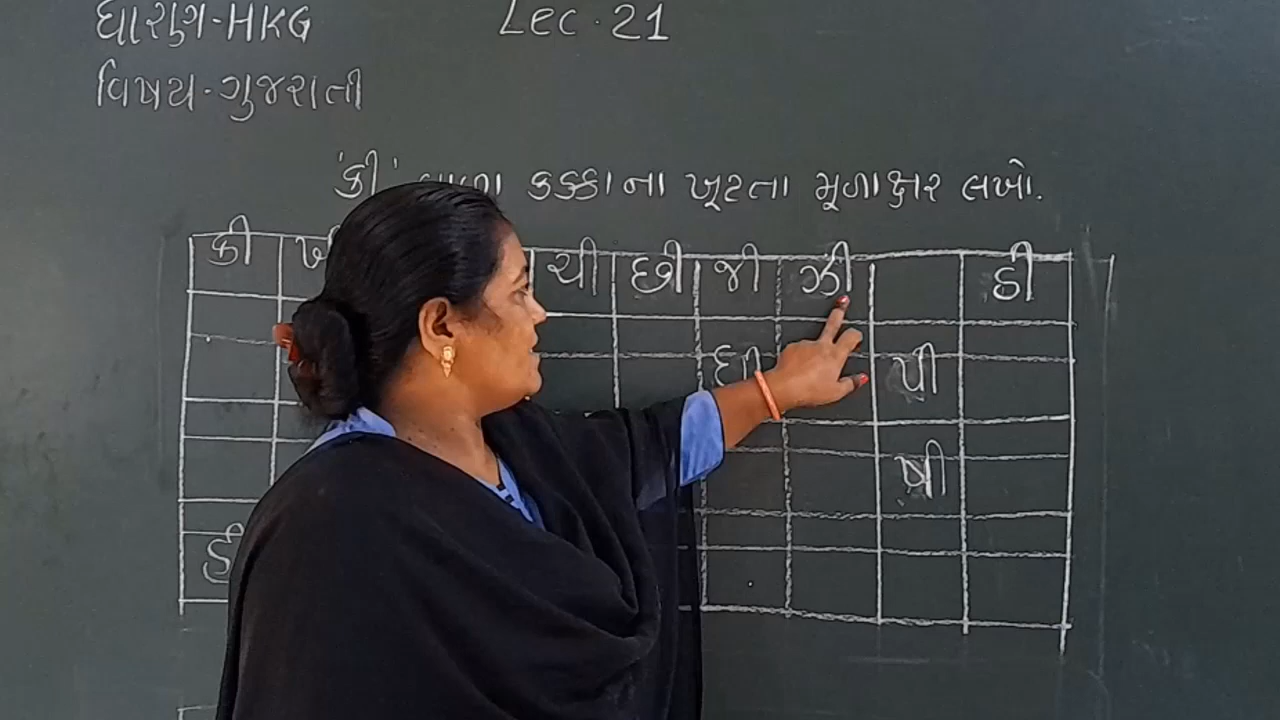 ધોરણ-HKG
Lec. 21
વિષય-ગુજરાતી
'કી' કક્કાના ખૂટતા મૂળાક્ષર લખો.
કી ચી છી જી ઝી ઠી
પી
ષી